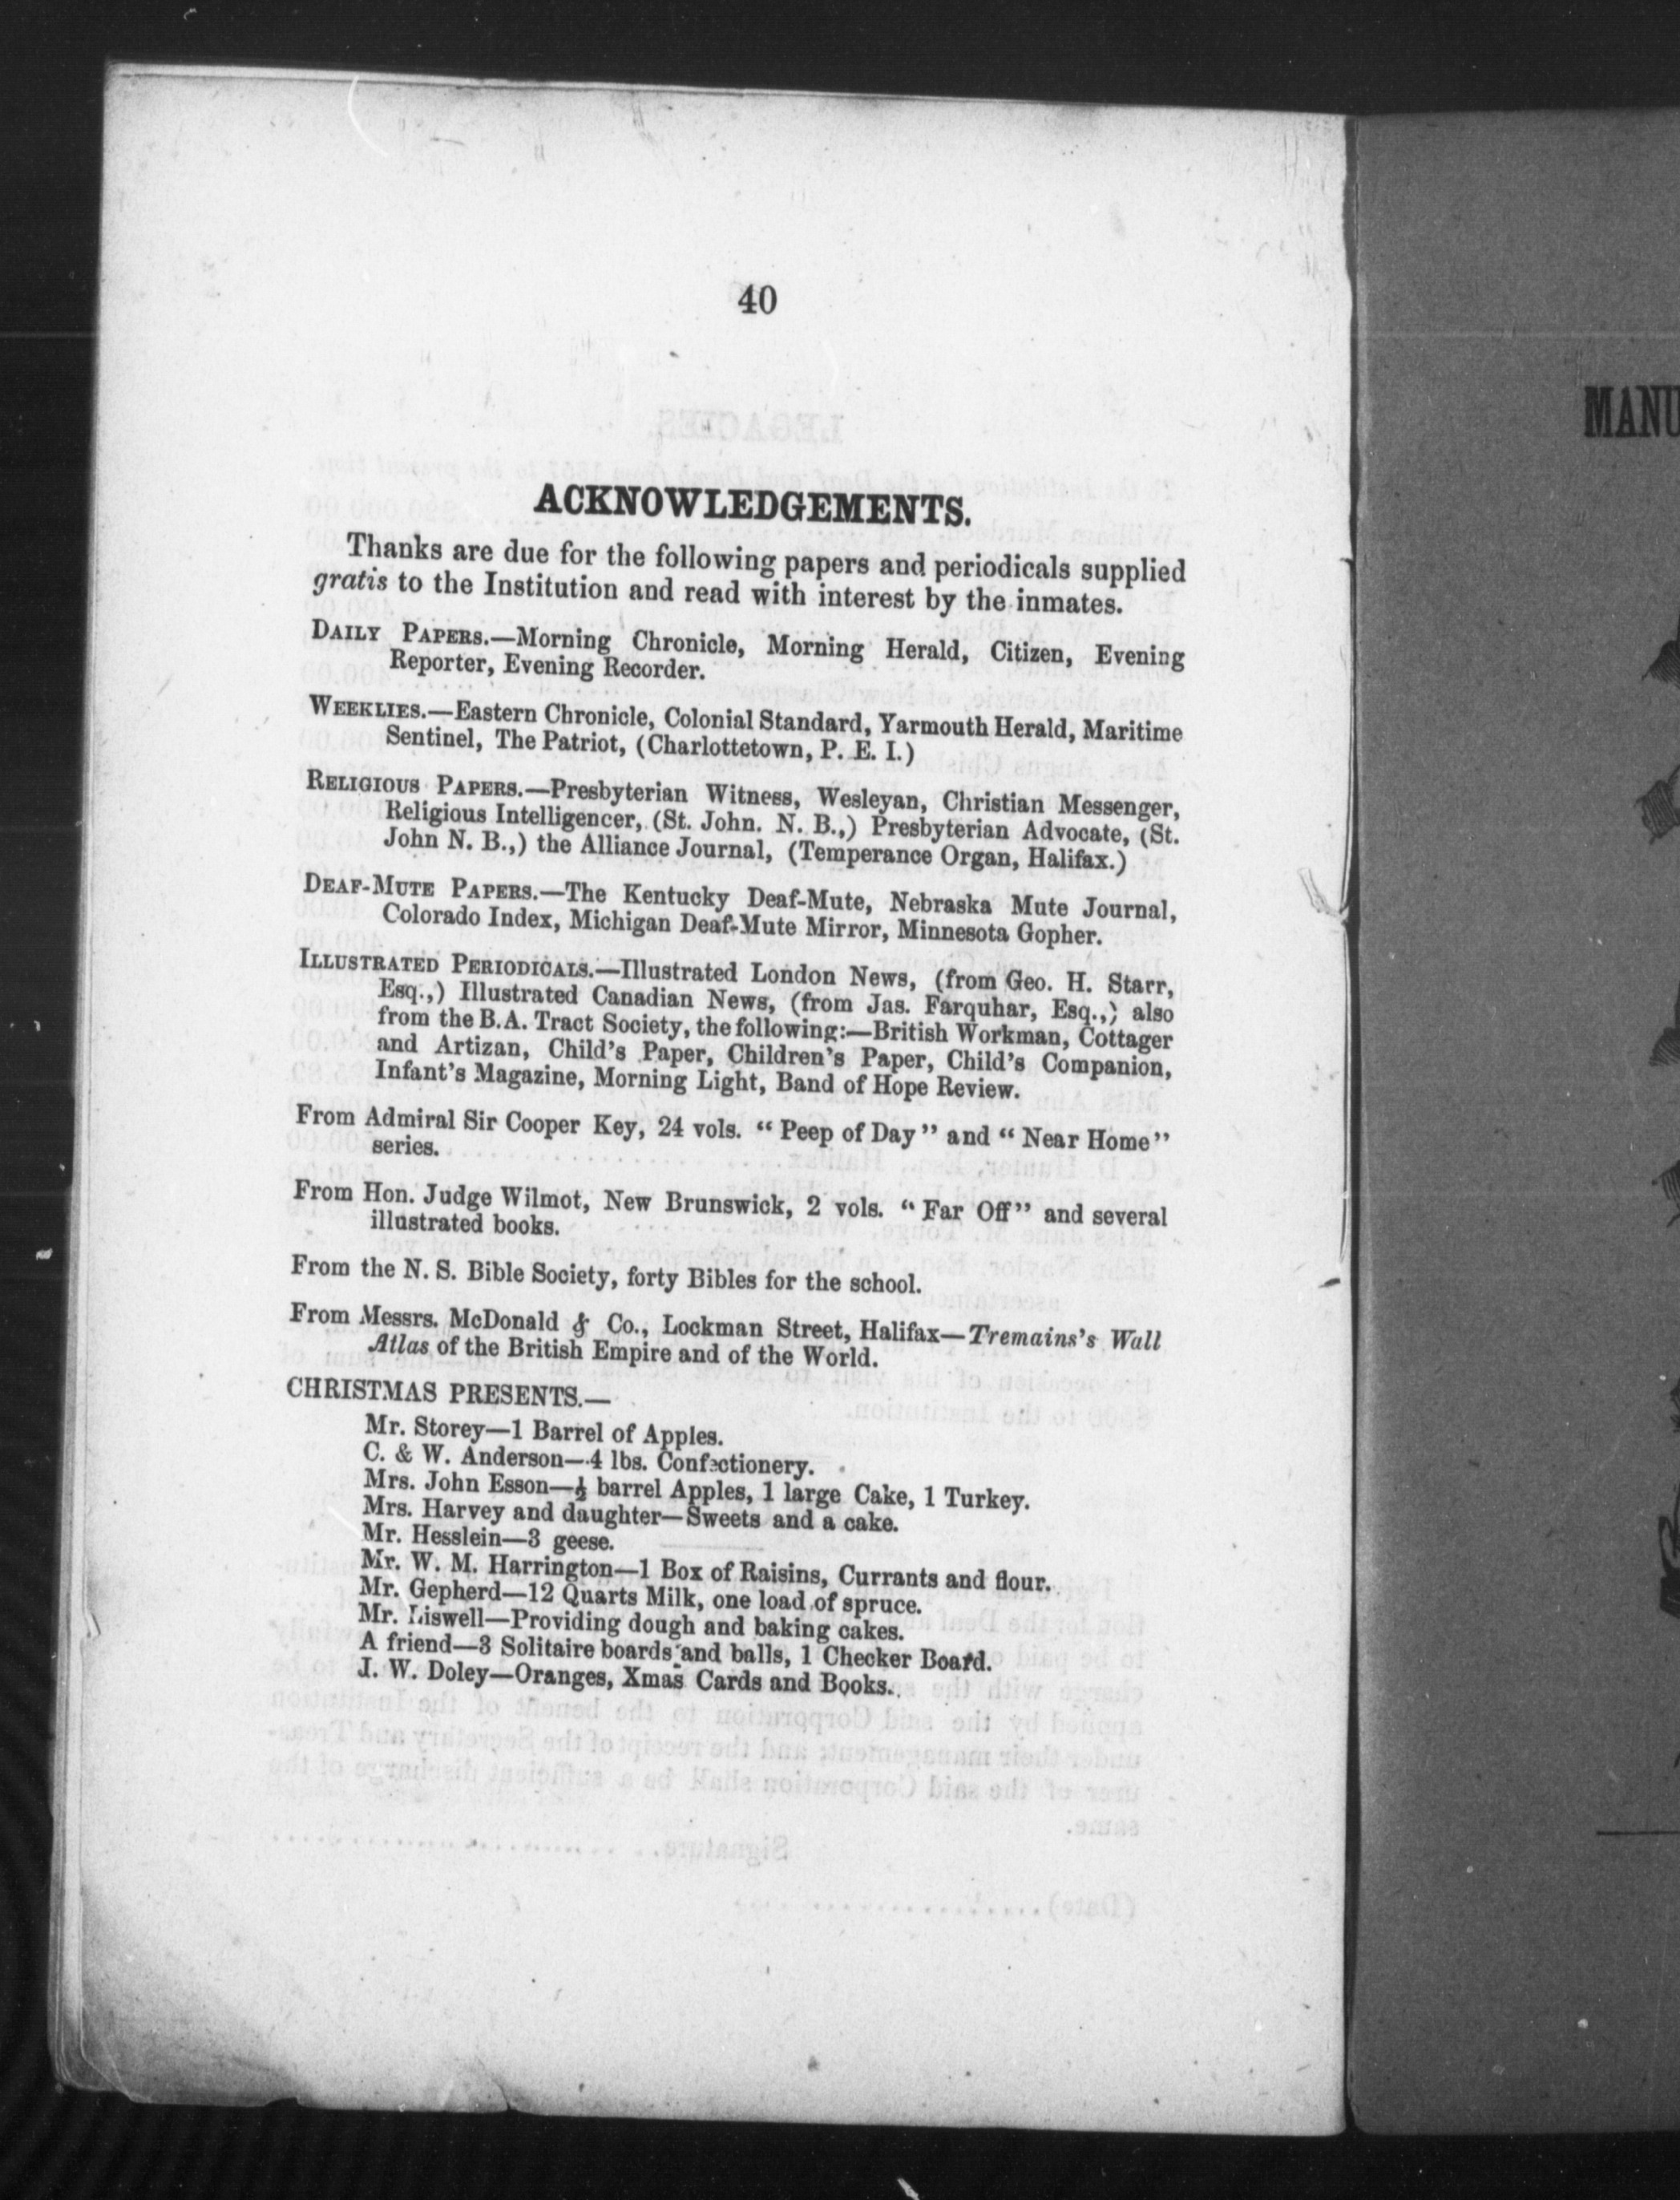 40
ACKNOWLEDGEMENTS.
Thanks are due for the following papers and periodicals supplied
gratis to the Institution and read with interest by the inmates.
DAILY PAPERS.—Morning Chronicle, Morning Herald, Citizen, Evening
Reporter, Evening Recorder.
WEEKLIES.—Eastern Chronicle, Colonial Standard, Yarmouth Herald, Maritime
Sentinel, The Patriot, (Charlottetown, P. E. I.)
RELIGIOUS PAPERS.—Presbyterian Witness, Wesleyan, Christian Messenger,
Religious Intelligencer, (St. John. N. B.,) Presbyterian Advocate, (St.
John N. B.,) the Alliance Journal, (Temperance Organ, Halifax.)
DEAF-MUTE PAPERS.—The Kentucky Deaf-Mute, Nebraska Mute Journal,
Colorado Index, Michigan Deaf-Mute Mirror, Minnesota Gopher.
ILLUSTRATED PERIODICALS.—Illustrated London News, (from Geo. H. Starr,
Esq.,) Illustrated Canadian News, (from Jas. Farquhar, Esq.,) also
from the B.A. Tract Society, the following:—British Workman, Cottager
and Artizan, Child's Paper, Children's Paper, Child's Companion,
Infant's Magazine, Morning Light, Band of Hope Review.
From Admiral Sir Cooper Key, 24 vols. "Peep of Day" and "Near Home"
series.
From Hon. Judge Wilmot, New Brunswick, 2 vols. "Far Off" and several
illustrated books.
From the N. S. Bible Society, forty Bibles for the school.
From Messrs. McDonald & Co., Lockman Street, Halifax—Tremains's Wall
Atlas of the British Empire and of the World.
CHRISTMAS PRESENTS.—
Mr. Storey—1 Barrel of Apples.
C. & W. Anderson—4 lbs. Confectionery.
Mrs. John Esson—½ barrel Apples, 1 large Cake, 1 Turkey.
Mrs. Harvey and daughter—Sweets and a cake.
Mr. Hesslein—3 geese.
Mr. W. M. Harrington—1 Box of Raisins, Currants and flour.
Mr. Gepherd—12 Quarts Milk, one load of spruce.
Mr. Liswell—Providing dough and baking cakes.
A friend—3 Solitaire boards and balls, 1 Checker Board.
J. W. Doley—Oranges, Xmas Cards and Books.
MANU